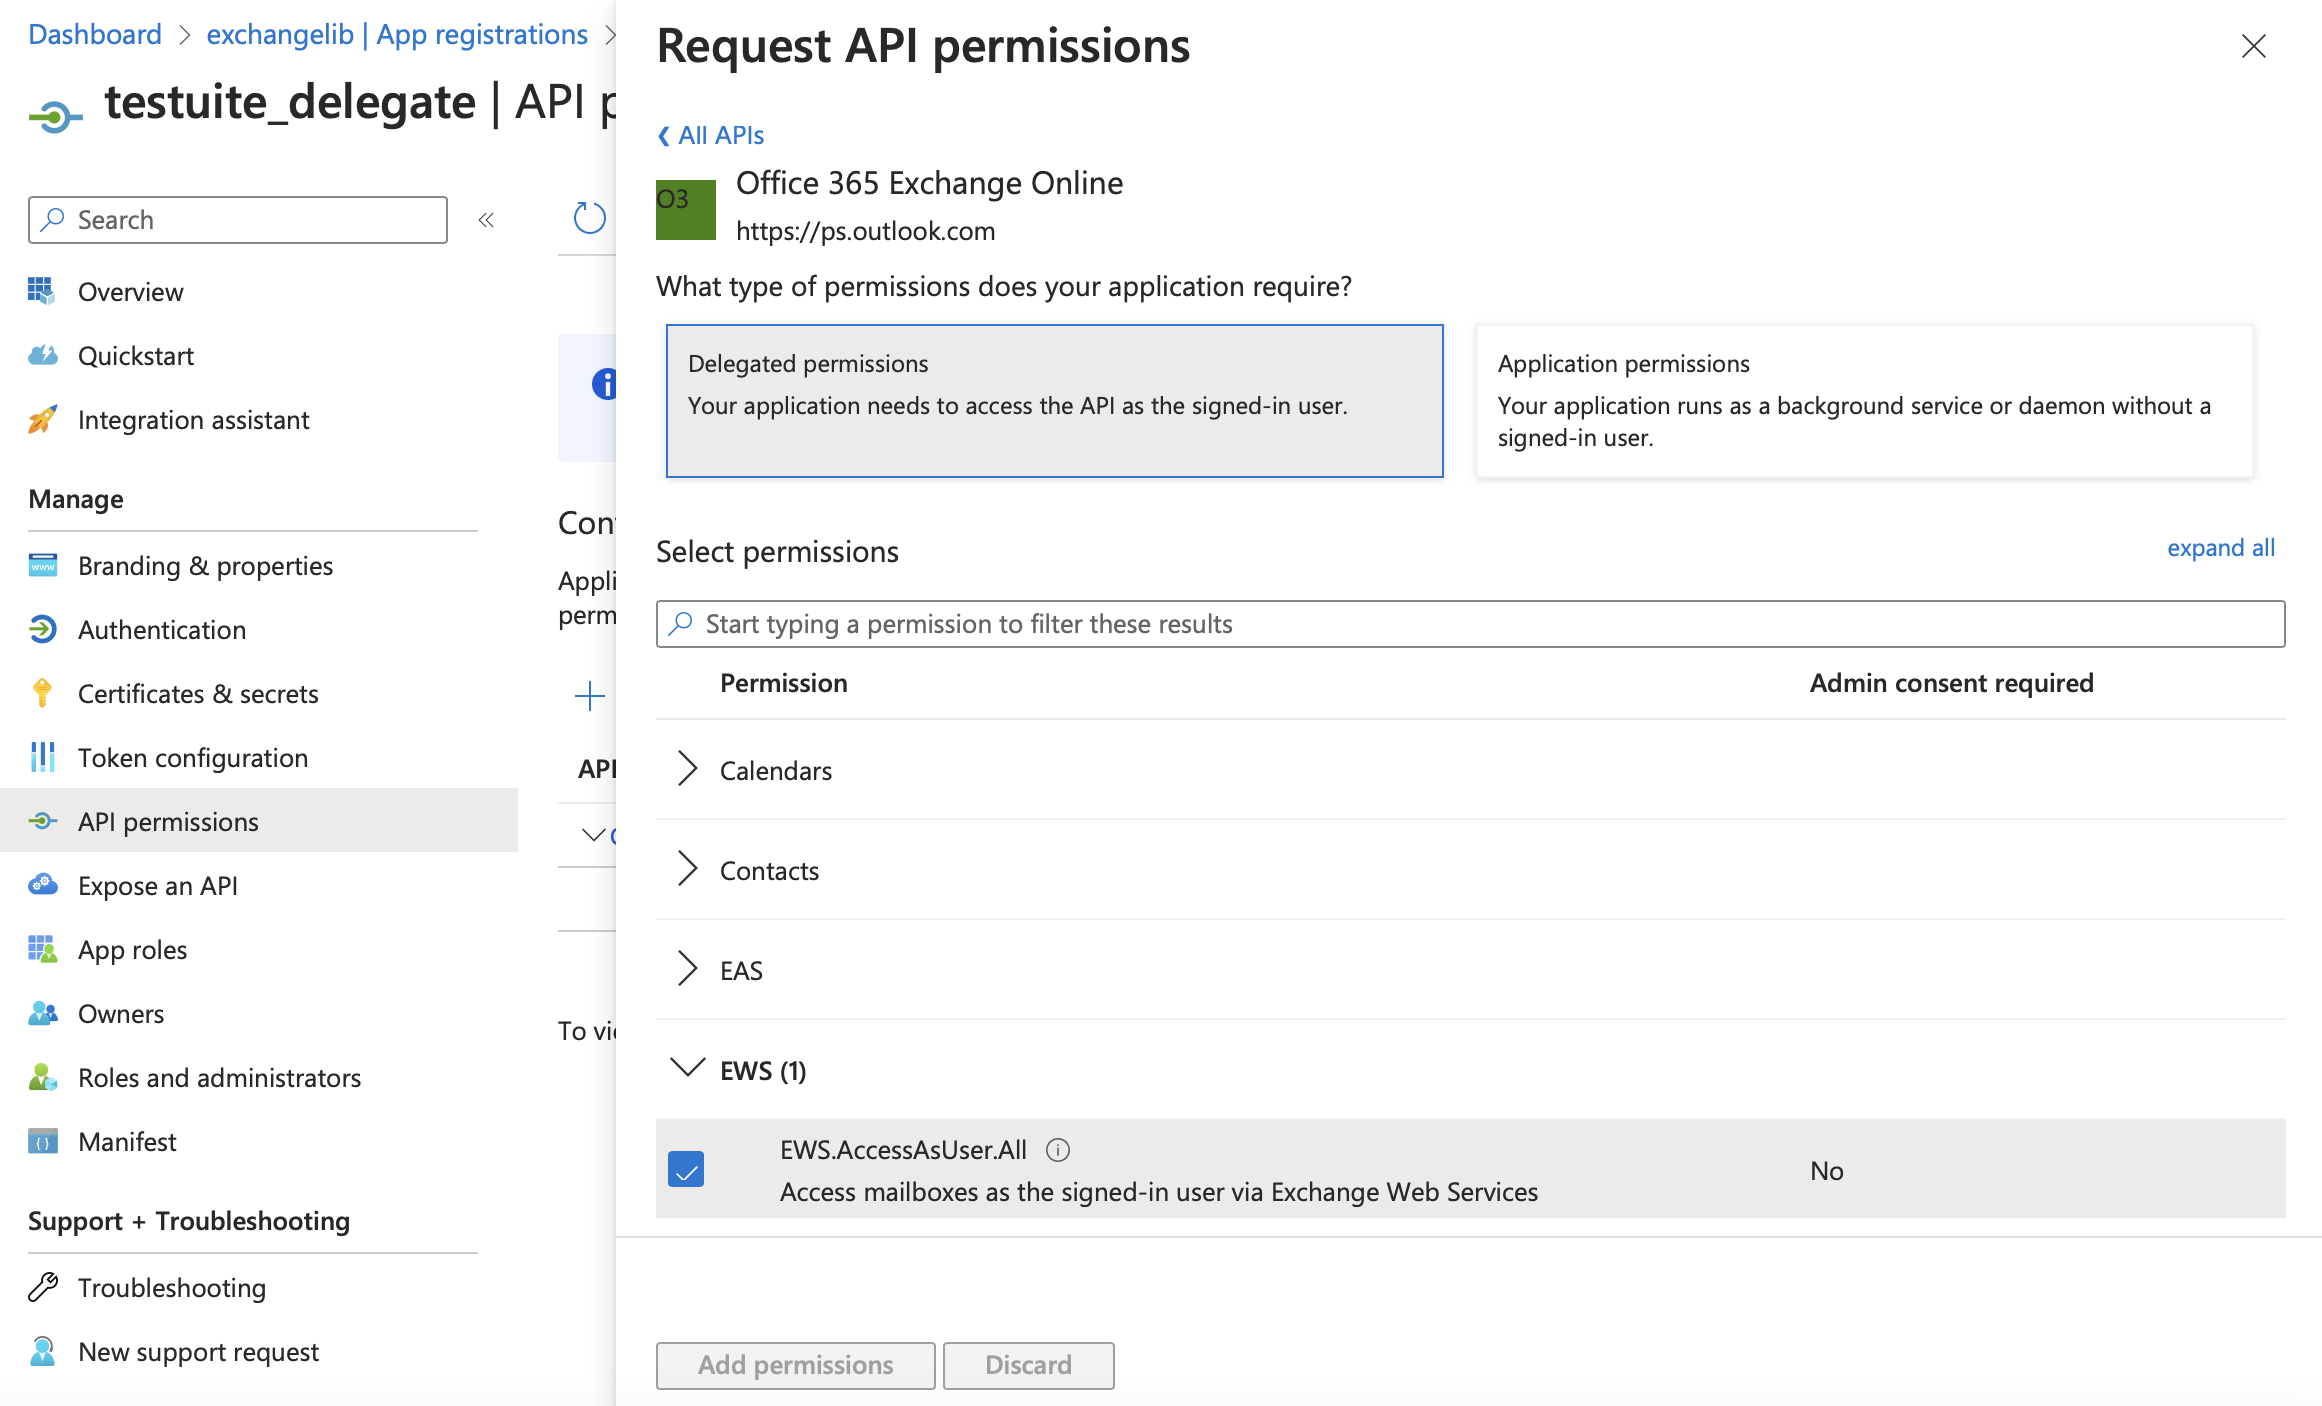 Dashboard > exchangelib | App registrations >
testuite_delegate | API p
Search
«
Overview
Quickstart
Integration assistant
Manage
Branding & properties
Authentication
Certificates & secrets
Token configuration
API permissions
Expose an API
App roles
Owners
Roles and administrators
Manifest
Support + Troubleshooting
Troubleshooting
New support request
Con
Appli
perm
API
To vie
Request API permissions
All APIs
O3
Office 365 Exchange Online
https://ps.outlook.com
What type of permissions does your application require?
Delegated permissions
Your application needs to access the API as the signed-in user.
Application permissions
Your application runs as a background service or daemon without a
signed-in user.
Select permissions
expand all
Start typing a permission to filter these results
Permission
Admin consent required
Calendars
Contacts
EAS
EWS (1)
EWS.AccessAsUser.All
Access mailboxes as the signed-in user via Exchange Web Services
No
Add permissions
Discard